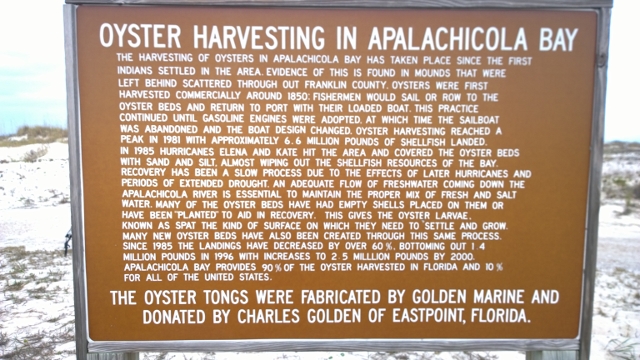 OYSTER HARVESTING IN APALACHICOLA BAY
THE HARVESTING OF OYSTERS IN APALACHICOLA BAY HAS TAKEN PLACE SINCE THE FIRST
INDIANS SETTLED IN THE AREA. EVIDENCE OF THIS IS FOUND IN MOUNDS THAT WERE
LEFT BEHIND SCATTERED THROUGH OUT FRANKLIN COUNTY. OYSTERS WERE FIRST
HARVESTED COMMERCIALLY AROUND 1850: FISHERMEN WOULD SAIL OR ROW TO THE
OYSTER BEDS AND RETURN TO PORT WITH THEIR LOADED BOAT. THIS PRACTICE
CONTINUED UNTIL GASOLINE ENGINES WERE ADOPTED, AT WHICH TIME THE SAILBOAT
WAS ABANDONED AND THE BOAT DESIGN CHANGED. OYSTER HARVESTING REACHED A
PEAK IN 1981 WITH APPROXIMATELY 6.6 MILLION POUNDS OF SHELLFISH LANDED.
IN 1985 HURRICANES ELENA AND KATE HIT THE AREA AND COVERED THE OYSTER BEDS
WITH SAND AND SILT, ALMOST WIPING OUT THE SHELLFISH RESOURCES OF THE BAY.
RECOVERY HAS BEEN A SLOW PROCESS DUE TO THE EFFECTS OF LATER HURRICANES AND
PERIODS OF EXTENDED DROUGHT. AN ADEQUATE FLOW OF FRESHWATER COMING DOWN THE
APALACHICOLA RIVER IS ESSENTIAL TO MAINTAIN THE PROPER MIX OF FRESH AND SALT
WATER. MANY OF THE OYSTER BEDS HAVE HAD EMPTY SHELLS PLACED ON THEM OR
HAVE BEEN "PLANTED" TO AID IN RECOVERY. THIS GIVES THE OYSTER LARVAE,
KNOWN AS SPAT THE KIND OF SURFACE ON WHICH THEY NEED TO SETTLE AND GROW.
MANY NEW OYSTER BEDS HAVE ALSO BEEN CREATED THROUGH THIS SAME PROCESS.
SINCE 1985 THE LANDINGS HAVE DECREASED BY OVER 60%, BOTTOMING OUT 1 4
MILLION POUNDS IN 1996 WITH INCREASES TO 2 5 MILLLION POUNDS BY 2000.
APALACHICOLA BAY PROVIDES 90% OF THE OYSTER HARVESTED IN FLORIDA AND 10%
FOR ALL OF THE UNITED STATES.
THE OYSTER TONGS WERE FABRICATED BY GOLDEN MARINE AND
DONATED BY CHARLES GOLDEN OF EASTPOINT, FLORIDA.